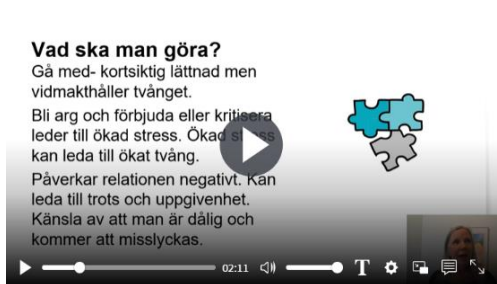 Vad ska man göra?
Gå med- kortsiktig lättnad men
vidmakthåller tvånget.
Bli arg och förbjuda eller kritisera
leder till ökad stress. Ökad stress
kan leda till ökat tvång.
Påverkar relationen negativt. Kan
leda till trots och uppgivenhet.
Känsla av att man är dålig och
kommer att misslyckas.
02:11 T